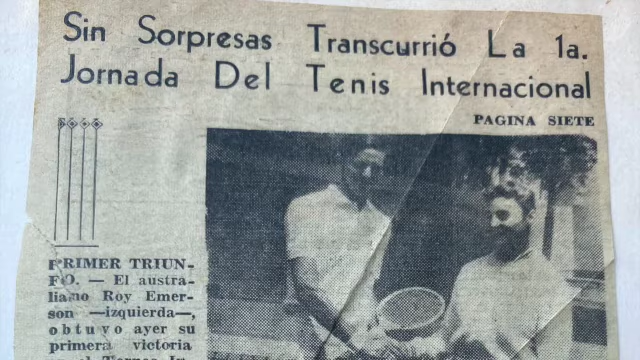 Sin Sorpresas Transcurrió La 1a.
Jornada Del Tenis Internacional
PAGINA SIETE
PRIMER TRIUN-
FO. — El austra-
liano Roy Emer-
son —izquierda—,
obtuvo ayer su
primera victoria